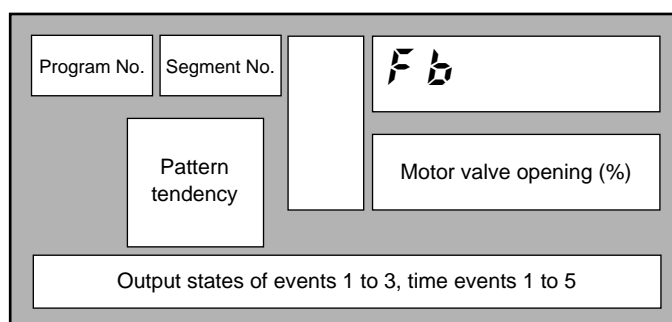 Program No.
Segment No.
Fb
Pattern
tendency
Motor valve opening (%)
Output states of events 1 to 3, time events 1 to 5